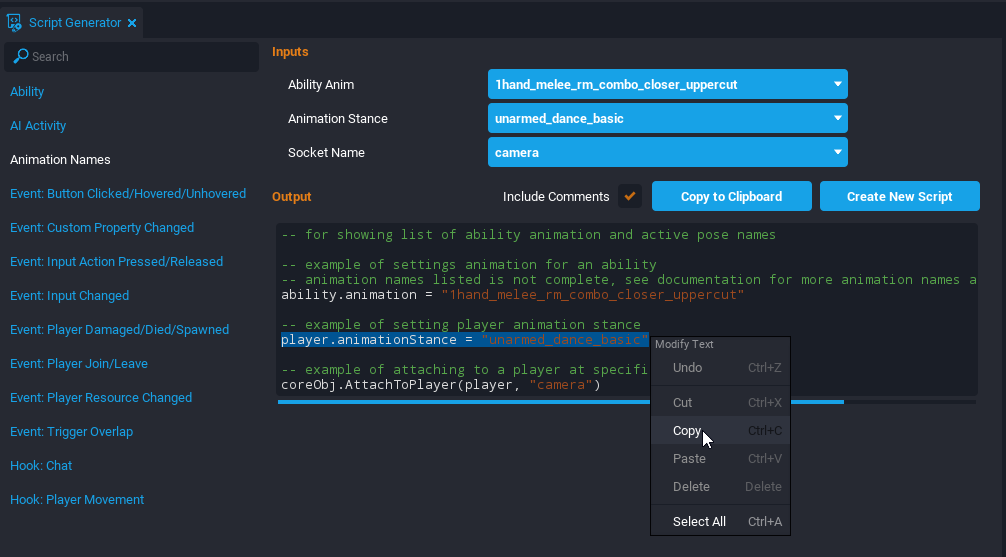 Script Generator
Search
Ability
AI Activity
Animation Names
Event: Button Clicked/Hovered/Unhovered
Event: Custom Property Changed
Event: Input Action Pressed/Released
Event: Input Changed
Event: Player Damaged/Died/Spawned
Event: Player Join/Leave
Event: Player Resource Changed
Event: Trigger Overlap
Hook: Chat
Hook: Player Movement
Inputs
Ability Anim 1hand_melee_rm_combo_closer_uppercut
Animation Stance unarmed_dance_basic
Socket Name camera
Output Include Comments Copy to Clipboard Create New Script
-- for showing list of ability animation and active pose names
-- example of settings animation for an ability
-- animation names listed is not complete, see documentation for more animation names a
ability.animation = "1hand_melee_rm_combo_closer_uppercut"
-- example of setting player animation stance
player.animationStance = "unarmed_dance_basic"
-- example of attaching to a player at specifi
coreObj.AttachToPlayer(player, "camera")
Modify Text
Undo Ctrl+Z
Cut Ctrl+X
Copy Ctrl+C
Paste Ctrl+V
Delete Delete
Select All Ctrl+A